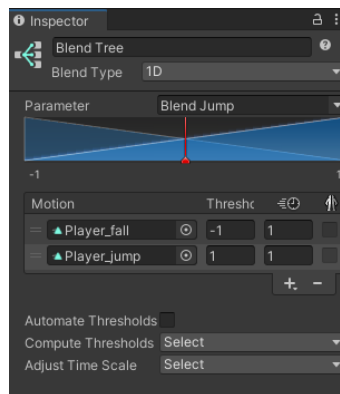 Inspector
Blend Tree
Blend Type 1D
Parameter Blend Jump
-1 1
Motion Thresho
Player_fall -1 1
Player_jump 1 1
+ -
Automate Thresholds
Compute Thresholds Select
Adjust Time Scale Select